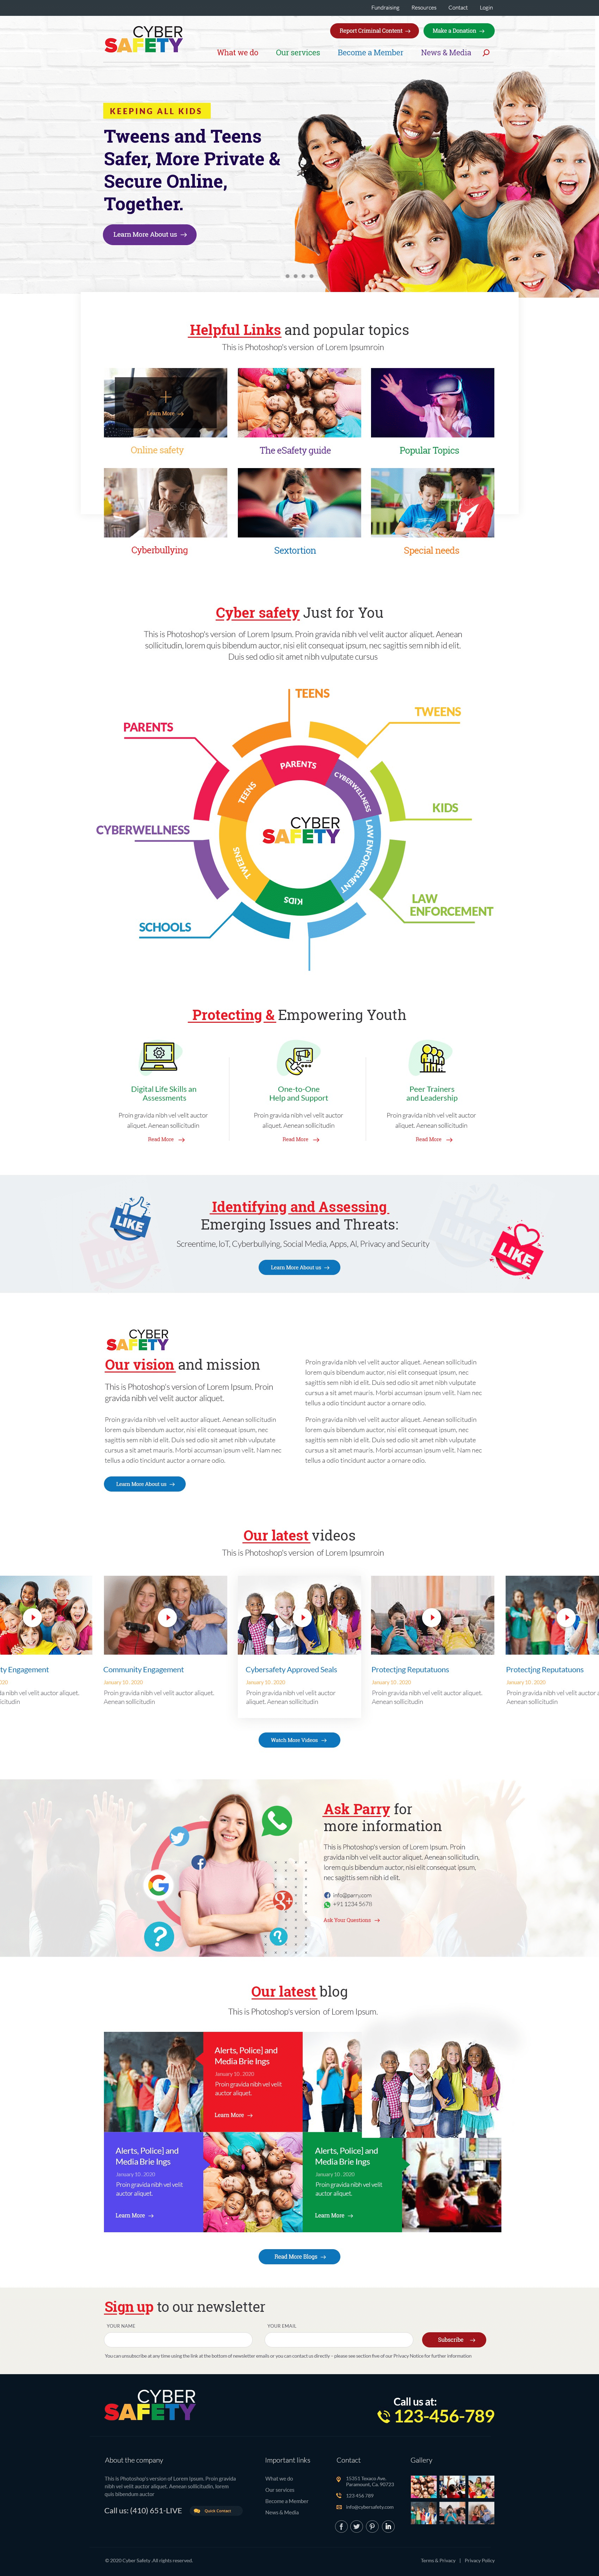 Fundraising Resources Contact Login
CYBER
SAFETY
Report Criminal Content
Make a Donation
What we do Our services Become a Member News & Media
KEEPING ALL KIDS
Tweens and Teens
Safer, More Private &
Secure Online,
Together.
Learn More About us
Helpful Links and popular topics
This is Photoshop's version of Lorem Ipsumroin
Learn More
Online safety
The eSafety guide
Popular Topics
Cyberbullying
Sextortion
Special needs
Cyber safety Just for You
This is Photoshop's version of Lorem Ipsum. Proin gravida nibh vel velit auctor aliquet. Aenean
sollicitudin, lorem quis bibendum auctor, nisi elit consequat ipsum, nec sagittis sem nibh id elit.
Duis sed odio sit amet nibh vulputate cursus
TEENS
TWEENS
PARENTS
KIDS
CYBERWELLNESS
LAW
ENFORCEMENT
SCHOOLS
PARENTS
CYBERWELLNESS
LAW ENFORCEMENT
KIDS
TWEENS
TEENS
CYBER
SAFETY
Protecting & Empowering Youth
Digital Life Skills an
Assessments
Proin gravida nibh vel velit auctor
aliquet. Aenean sollicitudin
Read More
One-to-One
Help and Support
Proin gravida nibh vel velit auctor
aliquet. Aenean sollicitudin
Read More
Peer Trainers
and Leadership
Proin gravida nibh vel velit auctor
aliquet. Aenean sollicitudin
Read More
LIKE
Identifying and Assessing
Emerging Issues and Threats:
Screentime, IoT, Cyberbullying, Social Media, Apps, AI, Privacy and Security
Learn More About us
LIKE
CYBER
SAFETY
Our vision and mission
This is Photoshop's version of Lorem Ipsum. Proin
gravida nibh vel velit auctor aliquet.
Proin gravida nibh vel velit auctor aliquet. Aenean sollicitudin
lorem quis bibendum auctor, nisi elit consequat ipsum, nec
sagittis sem nibh id elit. Duis sed odio sit amet nibh vulputate
cursus a sit amet mauris. Morbi accumsan ipsum velit. Nam nec
tellus a odio tincidunt auctor a ornare odio.
Learn More About us
Proin gravida nibh vel velit auctor aliquet. Aenean sollicitudin
lorem quis bibendum auctor, nisi elit consequat ipsum, nec
sagittis sem nibh id elit. Duis sed odio sit amet nibh vulputate
cursus a sit amet mauris. Morbi accumsan ipsum velit. Nam nec
tellus a odio tincidunt auctor a ornare odio.
Proin gravida nibh vel velit auctor aliquet. Aenean sollicitudin
lorem quis bibendum auctor, nisi elit consequat ipsum, nec
sagittis sem nibh id elit. Duis sed odio sit amet nibh vulputate
cursus a sit amet mauris. Morbi accumsan ipsum velit. Nam nec
tellus a odio tincidunt auctor a ornare odio.
Our latest videos
This is Photoshop's version of Lorem Ipsumroin
ty Engagement
2020
da nibh vel velit auctor aliquet.
icitudin
Community Engagement
January 10 . 2020
Proin gravida nibh vel velit auctor aliquet.
Aenean sollicitudin
Cybersafety Approved Seals
January 10 . 2020
Proin gravida nibh vel velit auctor
aliquet. Aenean sollicitudin
Protectjng Reputatuons
January 10 . 2020
Proin gravida nibh vel velit auctor aliquet.
Aenean sollicitudin
Protectjng Reputatuons
January 10 . 2020
Proin gravida nibh vel velit auctor a
Aenean sollicitudin
Watch More Videos
Ask Parry for
more information
This is Photoshop's version of Lorem Ipsum. Proin
gravida nibh vel velit auctor aliquet. Aenean sollicitudin,
lorem quis bibendum auctor, nisi elit consequat ipsum,
nec sagittis sem nibh id elit.
info@parry.com
+91 1234 5678
Ask Your Questions
Our latest blog
This is Photoshop's version of Lorem Ipsum.
Alerts, Police] and
Media Brie Ings
January 10 . 2020
Proin gravida nibh vel velit
auctor aliquet.
Learn More
Alerts, Police] and
Media Brie Ings
January 10 . 2020
Proin gravida nibh vel velit
auctor aliquet.
Learn More
Alerts, Police] and
Media Brie Ings
January 10 . 2020
Proin gravida nibh vel velit
auctor aliquet.
Learn More
Read More Blogs
Sign up to our newsletter
YOUR NAME
YOUR EMAIL
Subscribe
You can unsubscribe at any time using the link at the bottom of newsletter emails or you can contact us directly – please see section five of our Privacy Notice for further information
CYBER
SAFETY
Call us at:
123-456-789
About the company
This is Photoshop's version of Lorem Ipsum. Proin gravida
nibh vel velit auctor aliquet. Aenean sollicitudin, lorem
quis bibendum auctor
Call us: (410) 651-LIVE
Quick Contact
Important links
What we do
Our services
Become a Member
News & Media
Contact
15351 Texaco Ave.
Paramount, Ca. 90723
123 456 789
info@cybersafety.com
Gallery
© 2020 Cyber Safety .All rights reserved.
Terms & Privacy | Privacy Policy